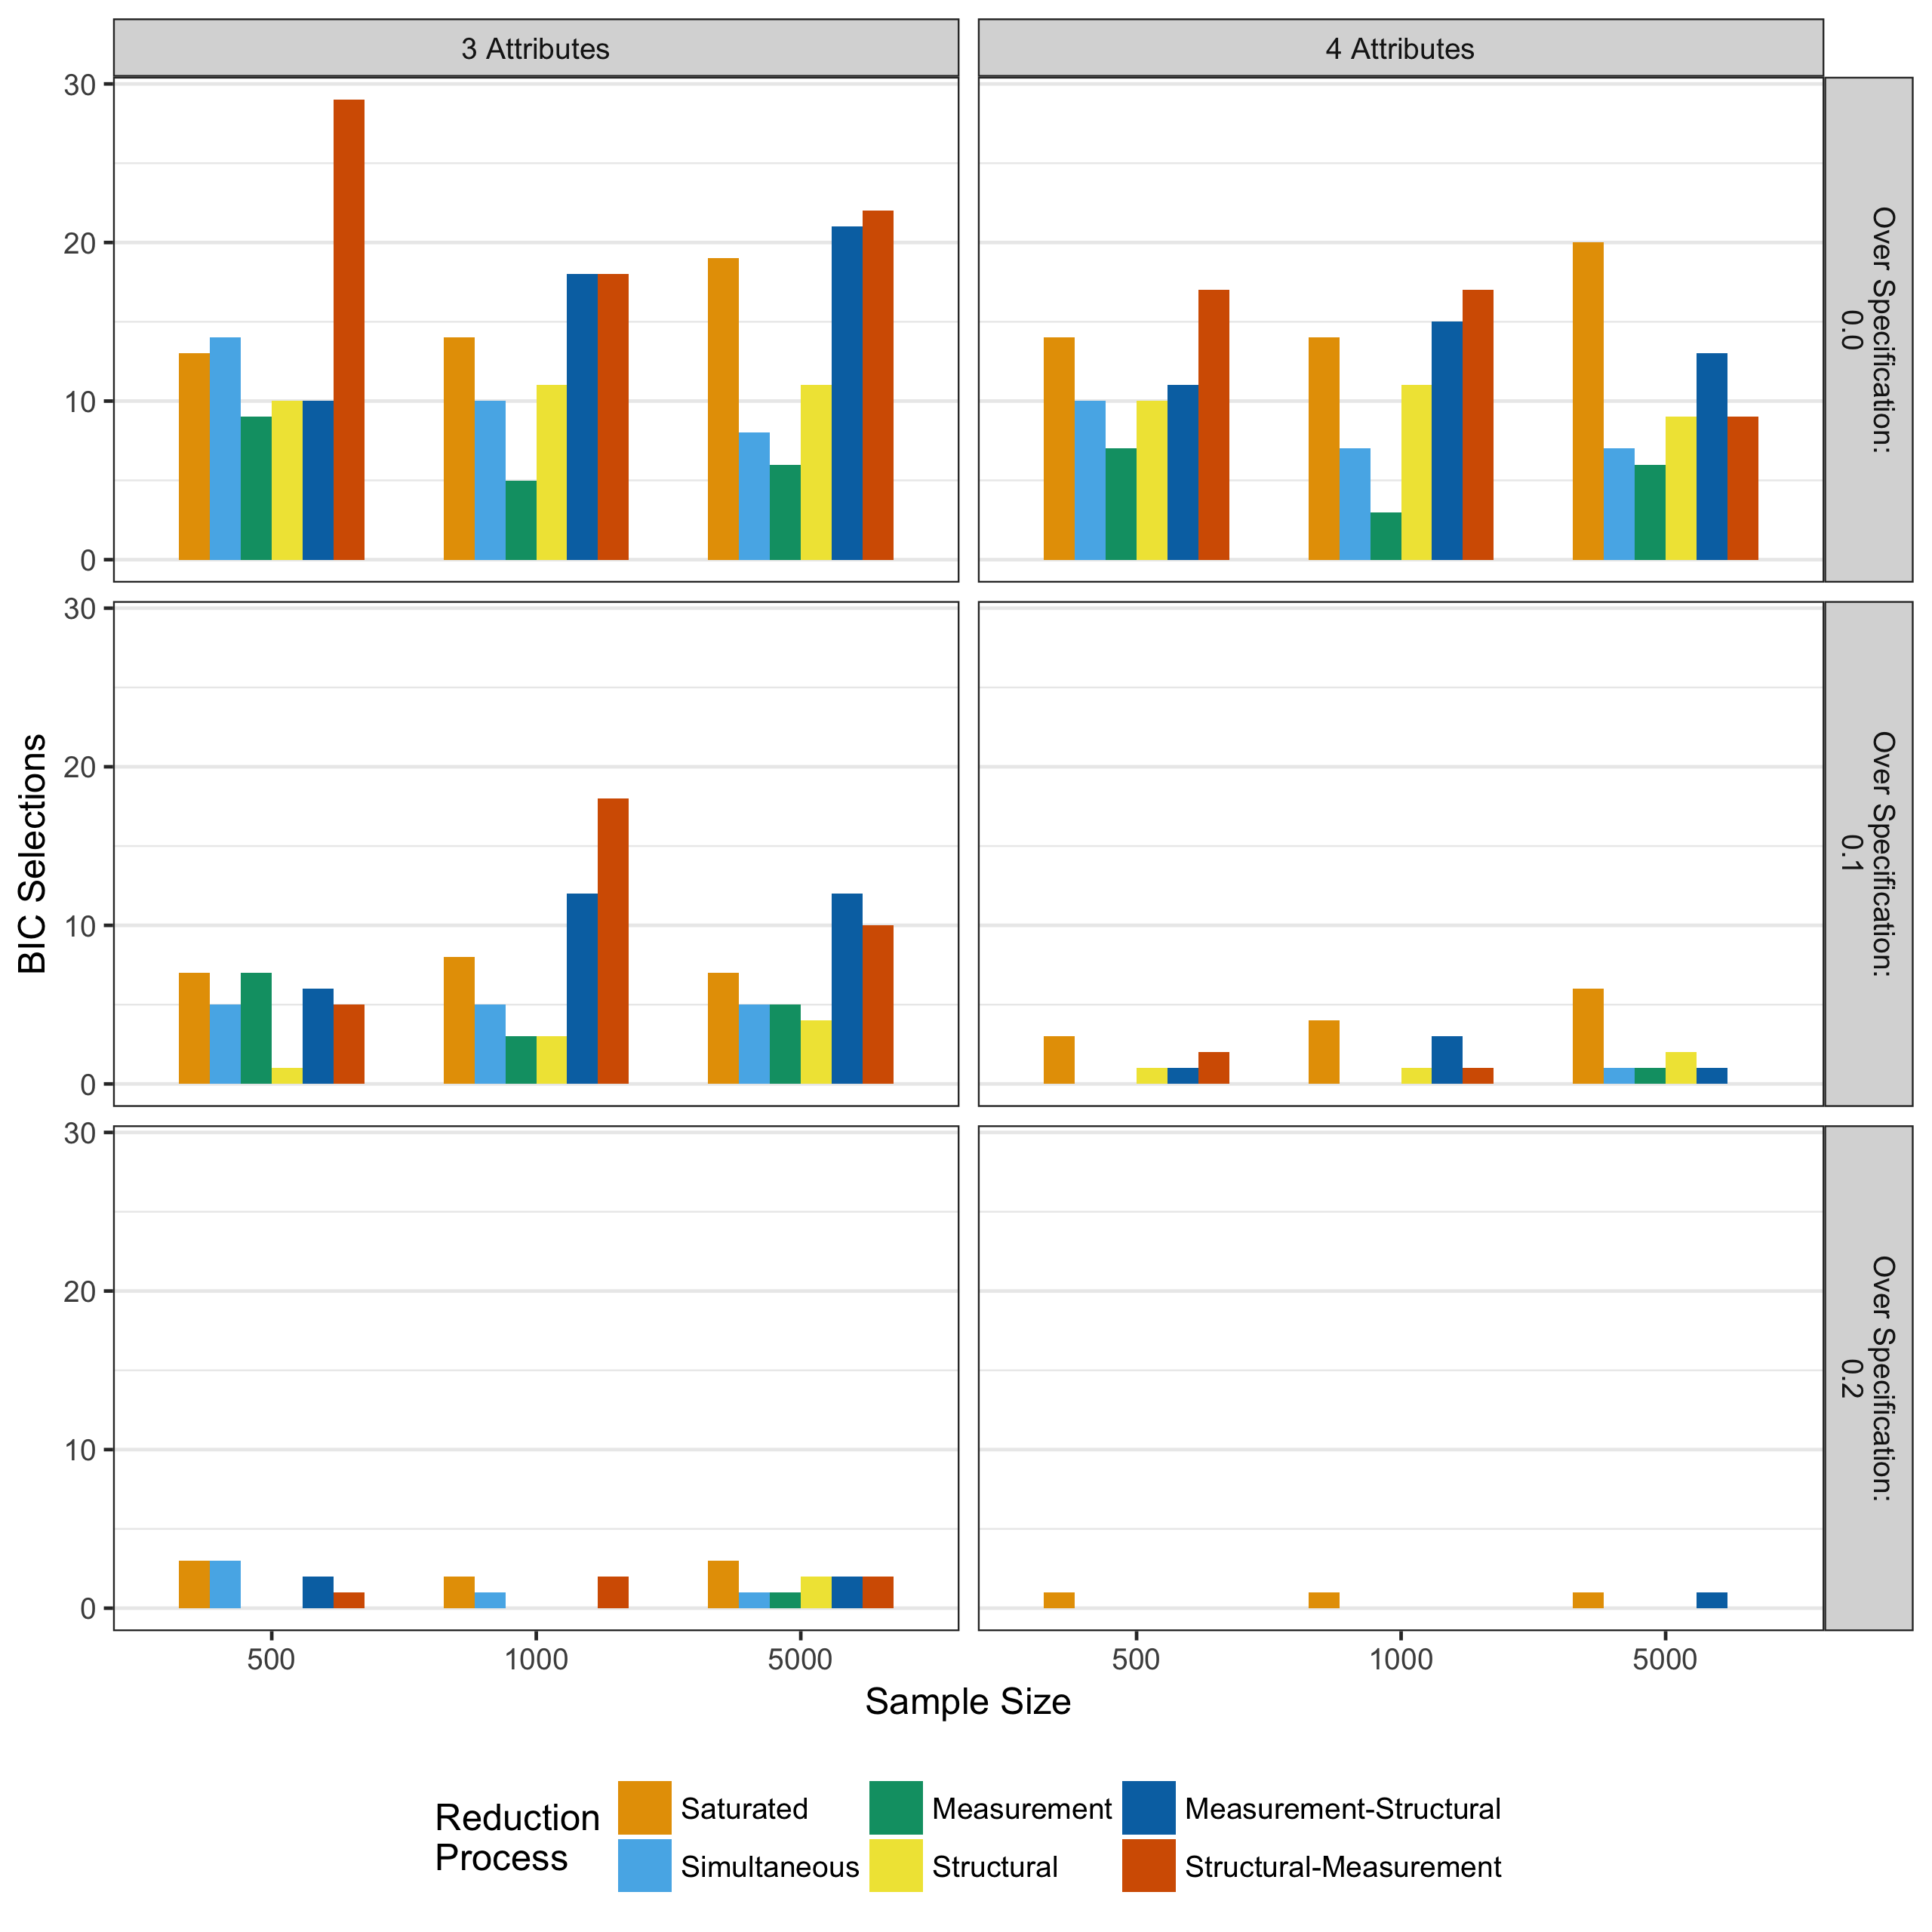 3 Attributes
4 Attributes
30
20
10
0
Over Specification:
0.0
30
20
10
0
Over Specification:
0.1
30
20
10
0
Over Specification:
0.2
BIC Selections
500
1000
5000
500
1000
5000
Sample Size
Reduction
Process
Saturated
Measurement
Measurement-Structural
Simultaneous
Structural
Structural-Measurement